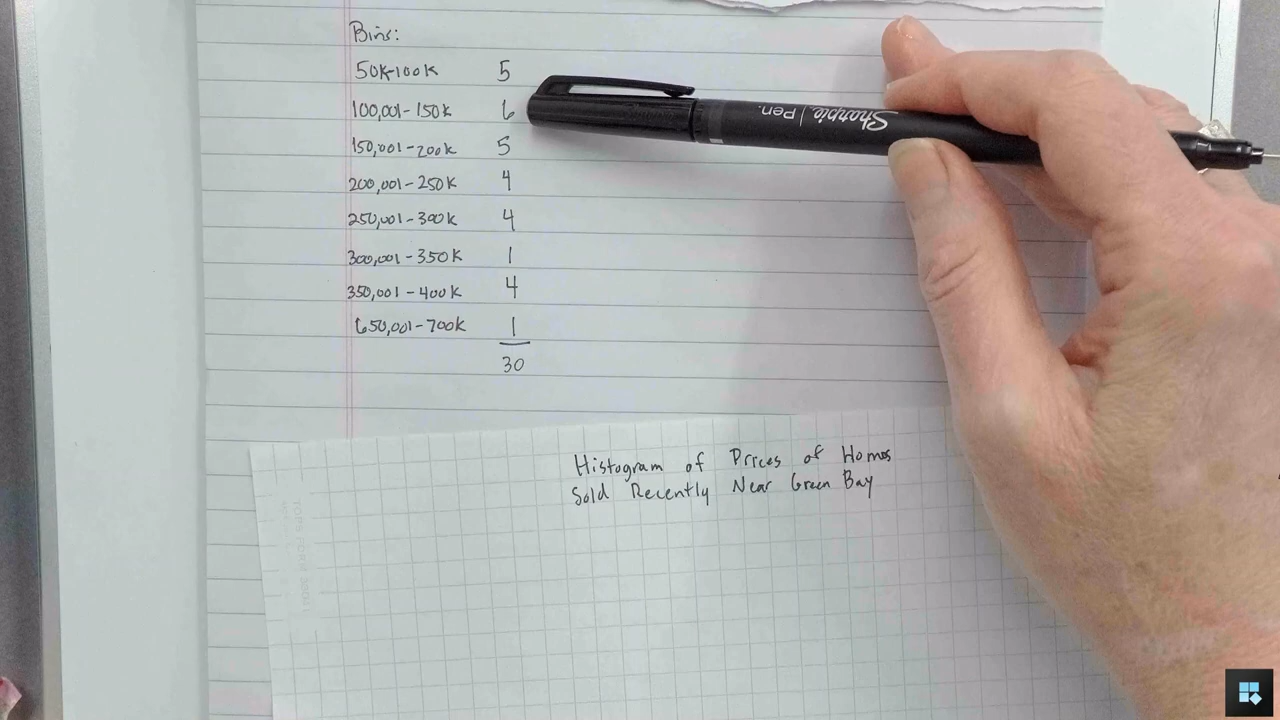 Bins:
50K-100K 5
100,001-150K 6
150,001-200K 5
200,001-250K 4
250,001-300K 4
300,001-350K 1
350,001-400K 4
650,001-700K 1
30
Sharpie | Pen.
Histogram of Prices of Homes
Sold Recently Near Green Bay